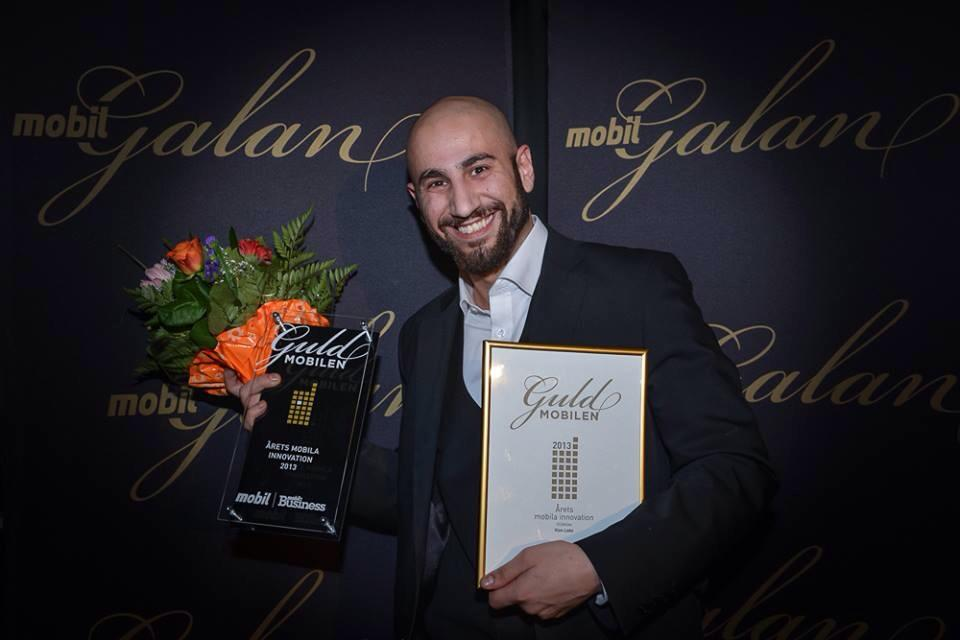 mobil Galan
mobil Galan
mobil Galan
Galan
Guld
MOBILEN
ÅRETS MOBILA
INNOVATION
2013
mobil | Business
Guld
MOBILEN
2013
Årets
mobila innovation